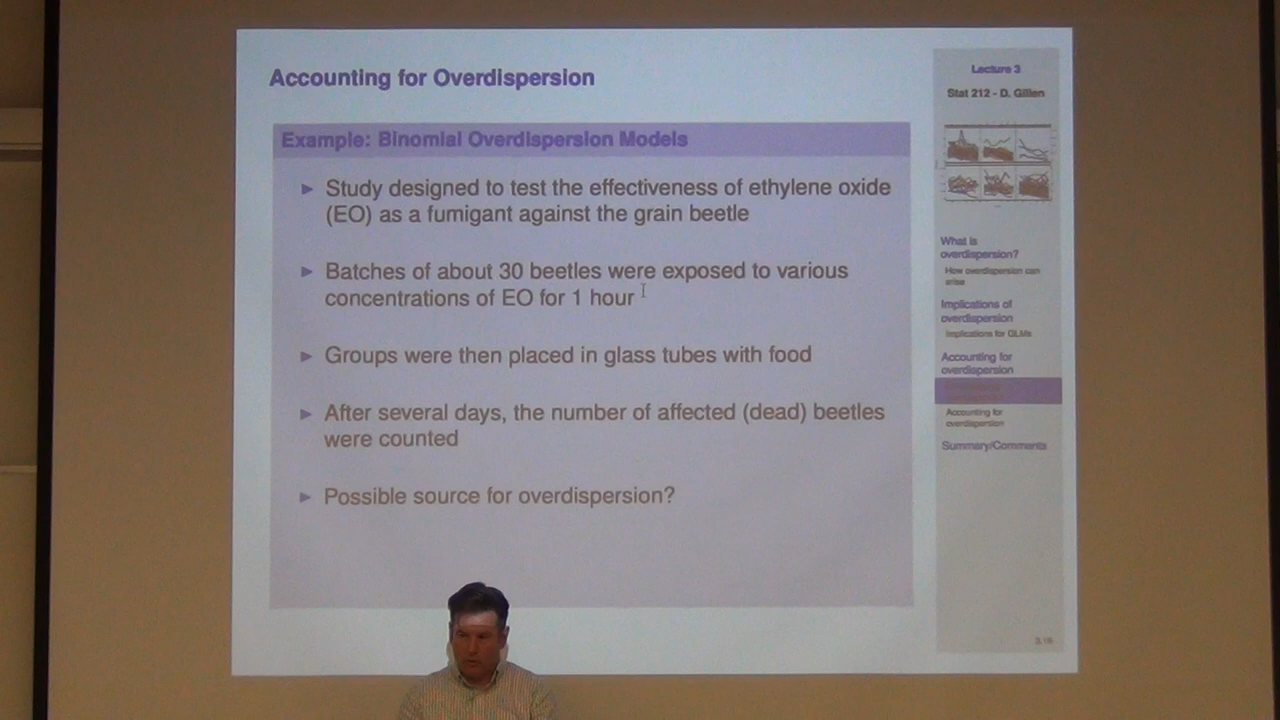 Accounting for Overdispersion
Example: Binomial Overdispersion Models
Study designed to test the effectiveness of ethylene oxide
(EO) as a fumigant against the grain beetle
Batches of about 30 beetles were exposed to various
concentrations of EO for 1 hour
Groups were then placed in glass tubes with food
After several days, the number of affected (dead) beetles
were counted
Possible source for overdispersion?
Lecture 3
Stat 212 - D. Gillen
What is
overdispersion?
How overdispersion can
arise
Implications of
overdispersion
Implications for GLMs
Accounting for
overdispersion
Accounting for
overdispersion
Summary/Comments